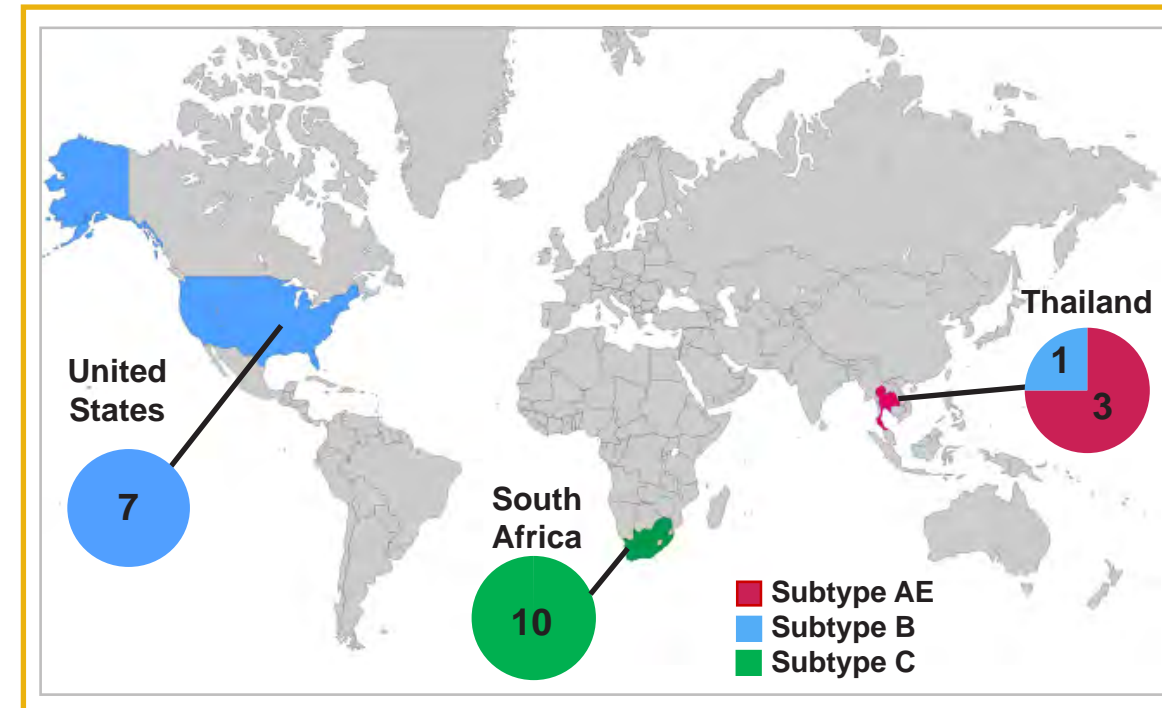 Thailand
1
3
United
States
7
South
Africa
10
Subtype AE
Subtype B
Subtype C